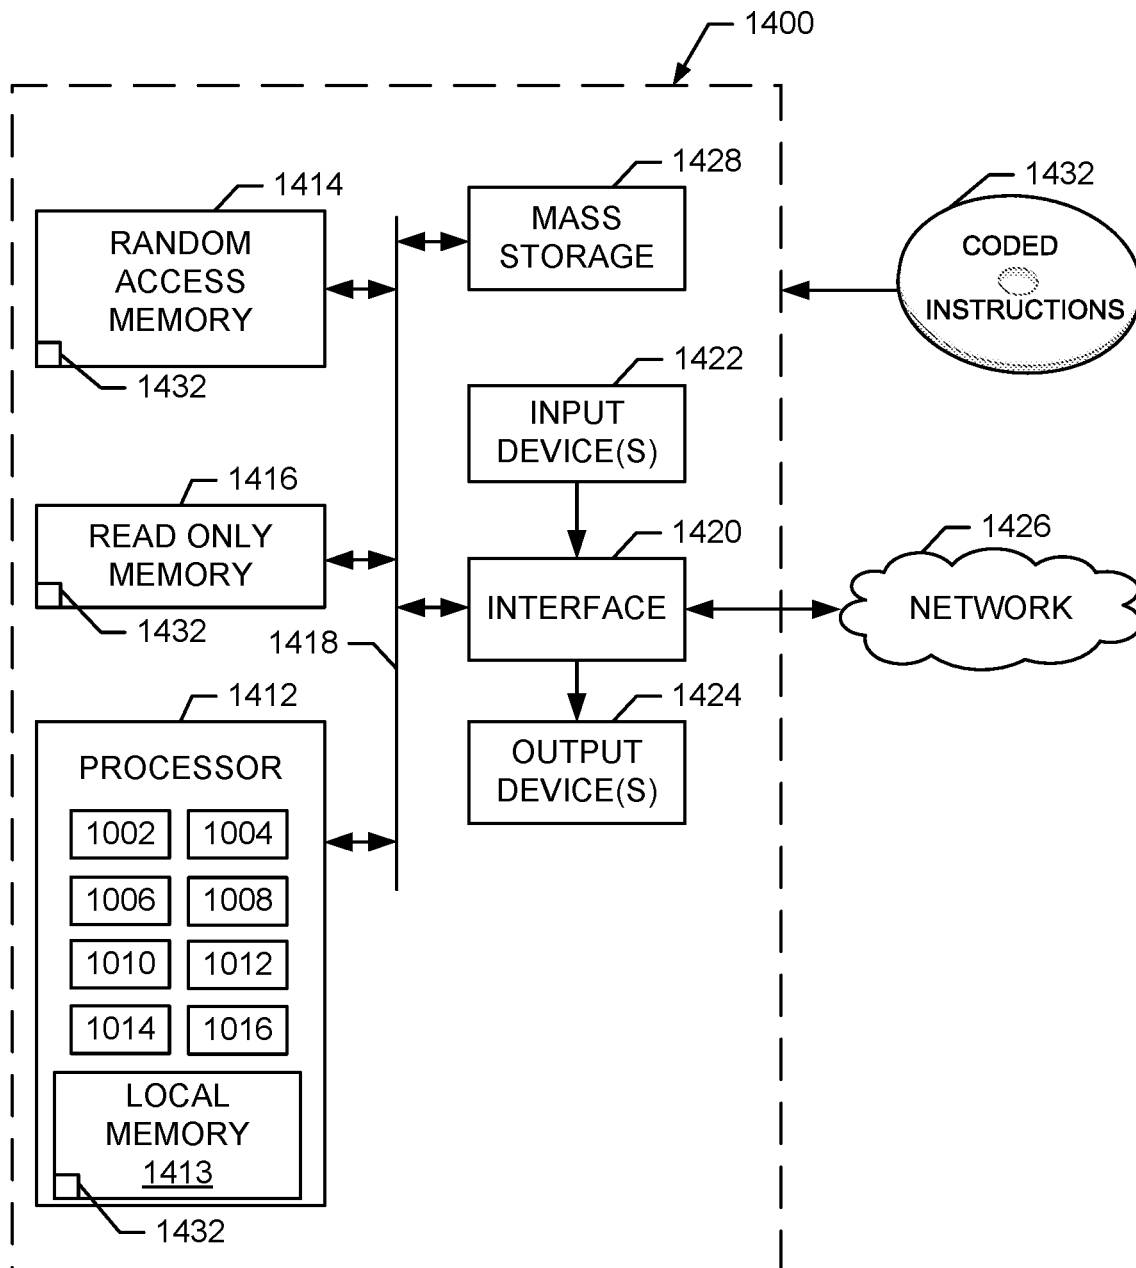 1400
1414
RANDOM
ACCESS
MEMORY
1432
1428
MASS
STORAGE
1432
CODED
INSTRUCTIONS
1422
INPUT
DEVICE(S)
1416
READ ONLY
MEMORY
1432
1418
1420
INTERFACE
1426
NETWORK
1424
OUTPUT
DEVICE(S)
1412
PROCESSOR
1002 1004
1006 1008
1010 1012
1014 1016
LOCAL
MEMORY
1413
1432